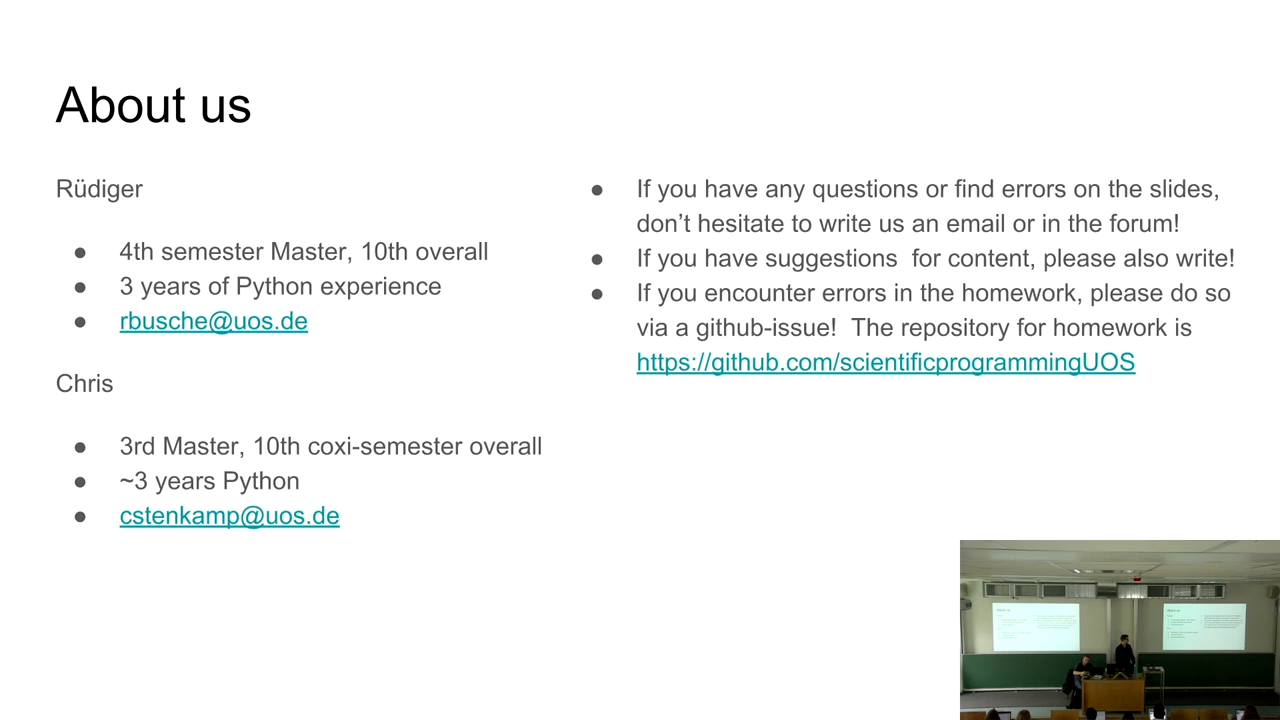 About us
Rüdiger
● 4th semester Master, 10th overall
● 3 years of Python experience
● rbusche@uos.de
Chris
● 3rd Master, 10th coxi-semester overall
● ~3 years Python
● cstenkamp@uos.de
● If you have any questions or find errors on the slides,
don’t hesitate to write us an email or in the forum!
● If you have suggestions  for content, please also write!
● If you encounter errors in the homework, please do so
via a github-issue!  The repository for homework is
https://github.com/scientificprogrammingUOS